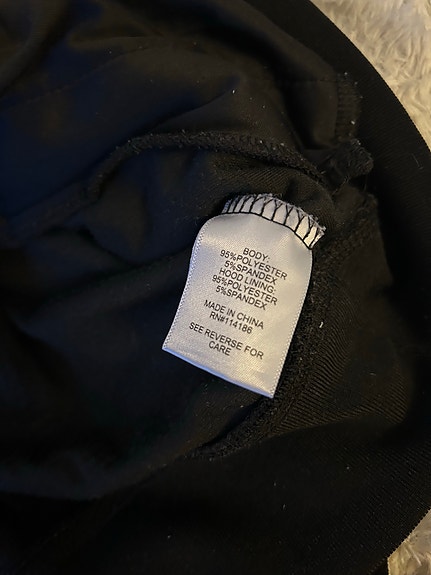 BODY:
95%POLYESTER
5%SPANDEX
HOOD LINING:
95%POLYESTER
5%SPANDEX
MADE IN CHINA
RN#114186
SEE REVERSE FOR
CARE